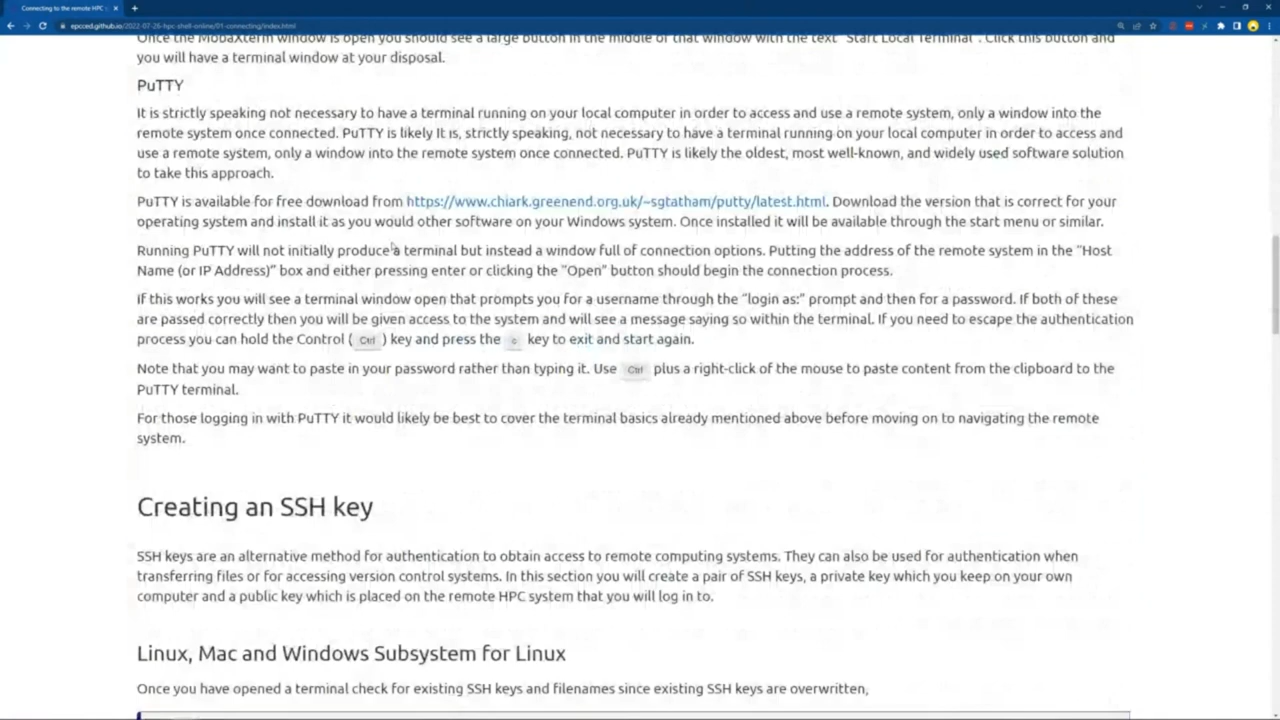 Connecting to the remote HPC s
epcced.github.io/2022-07-26-hpc-shell-online/01-connecting/index.html
Once the MobaXterm window is open you should see a large button in the middle of that window with the text "Start Local Terminal". Click this button and
you will have a terminal window at your disposal.
PuTTY
It is strictly speaking not necessary to have a terminal running on your local computer in order to access and use a remote system, only a window into the
remote system once connected. PuTTY is likely It is, strictly speaking, not necessary to have a terminal running on your local computer in order to access and
use a remote system, only a window into the remote system once connected. PuTTY is likely the oldest, most well-known, and widely used software solution
to take this approach.
PuTTY is available for free download from https://www.chiark.greenend.org.uk/~sgtatham/putty/latest.html. Download the version that is correct for your
operating system and install it as you would other software on your Windows system. Once installed it will be available through the start menu or similar.
Running PuTTY will not initially produce a terminal but instead a window full of connection options. Putting the address of the remote system in the “Host
Name (or IP Address)” box and either pressing enter or clicking the “Open” button should begin the connection process.
If this works you will see a terminal window open that prompts you for a username through the “login as:” prompt and then for a password. If both of these
are passed correctly then you will be given access to the system and will see a message saying so within the terminal. If you need to escape the authentication
process you can hold the Control ( Ctrl ) key and press the c key to exit and start again.
Note that you may want to paste in your password rather than typing it. Use Ctrl plus a right-click of the mouse to paste content from the clipboard to the
PuTTY terminal.
For those logging in with PuTTY it would likely be best to cover the terminal basics already mentioned above before moving on to navigating the remote
system.
Creating an SSH key
SSH keys are an alternative method for authentication to obtain access to remote computing systems. They can also be used for authentication when
transferring files or for accessing version control systems. In this section you will create a pair of SSH keys, a private key which you keep on your own
computer and a public key which is placed on the remote HPC system that you will log in to.
Linux, Mac and Windows Subsystem for Linux
Once you have opened a terminal check for existing SSH keys and filenames since existing SSH keys are overwritten,